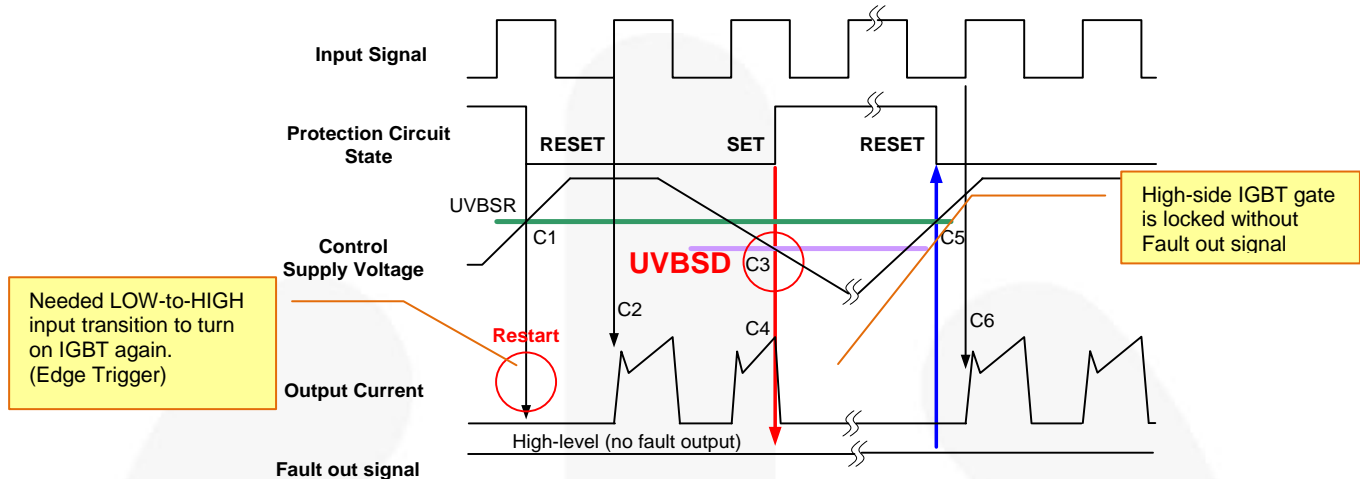 Input Signal
Protection Circuit
State
RESET
SET
RESET
UVBSR
C1
Control
Supply Voltage
UVBSD
C3
C5
High-side IGBT gate
is locked without
Fault out signal
Needed LOW-to-HIGH
input transition to turn
on IGBT again.
(Edge Trigger)
Restart
C2
C4
C6
Output Current
High-level (no fault output)
Fault out signal